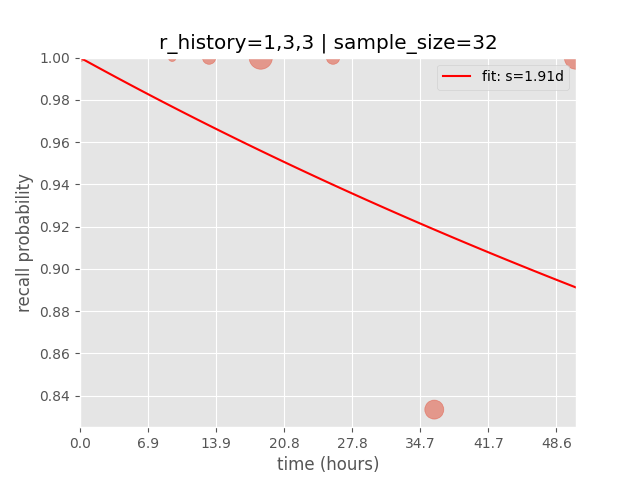 r_history=1,3,3 | sample_size=32
fit: s=1.91d
recall probability
1.00
0.98
0.96
0.94
0.92
0.90
0.88
0.86
0.84
0.0 6.9 13.9 20.8 27.8 34.7 41.7 48.6
time (hours)